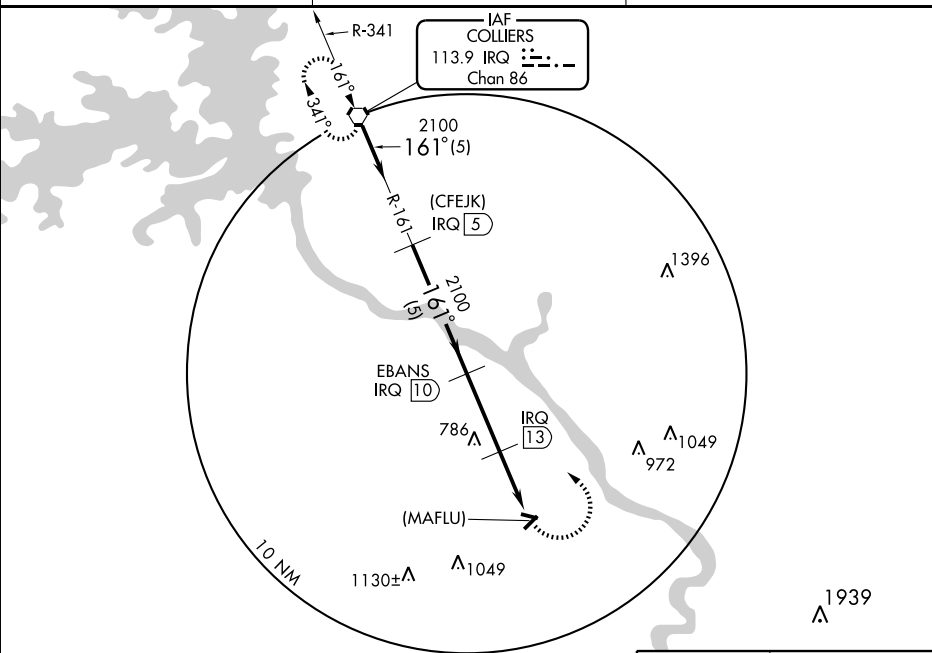 R-341
IAF
COLLIERS
113.9 IRQ
Chan 86
161°
341°
2100
161° (5)
R-161
(CFEJK)
IRQ 5
1396
2100
161°
(5)
EBANS
IRQ 10
IRQ
13
786
1049
972
(MAFLU)
10 NM
1130±
1049
1939